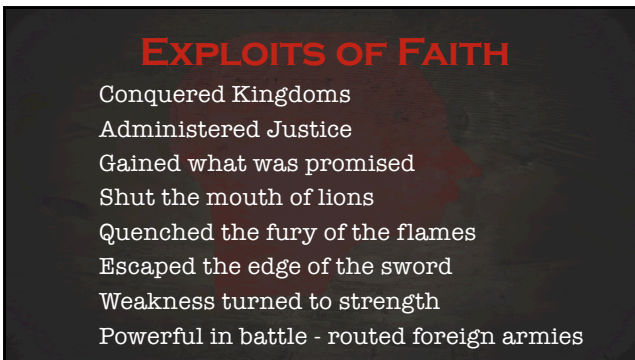 Exploits of Faith
Conquered Kingdoms
Administered Justice
Gained what was promised
Shut the mouth of lions
Quenched the fury of the flames
Escaped the edge of the sword
Weakness turned to strength
Powerful in battle - routed foreign armies